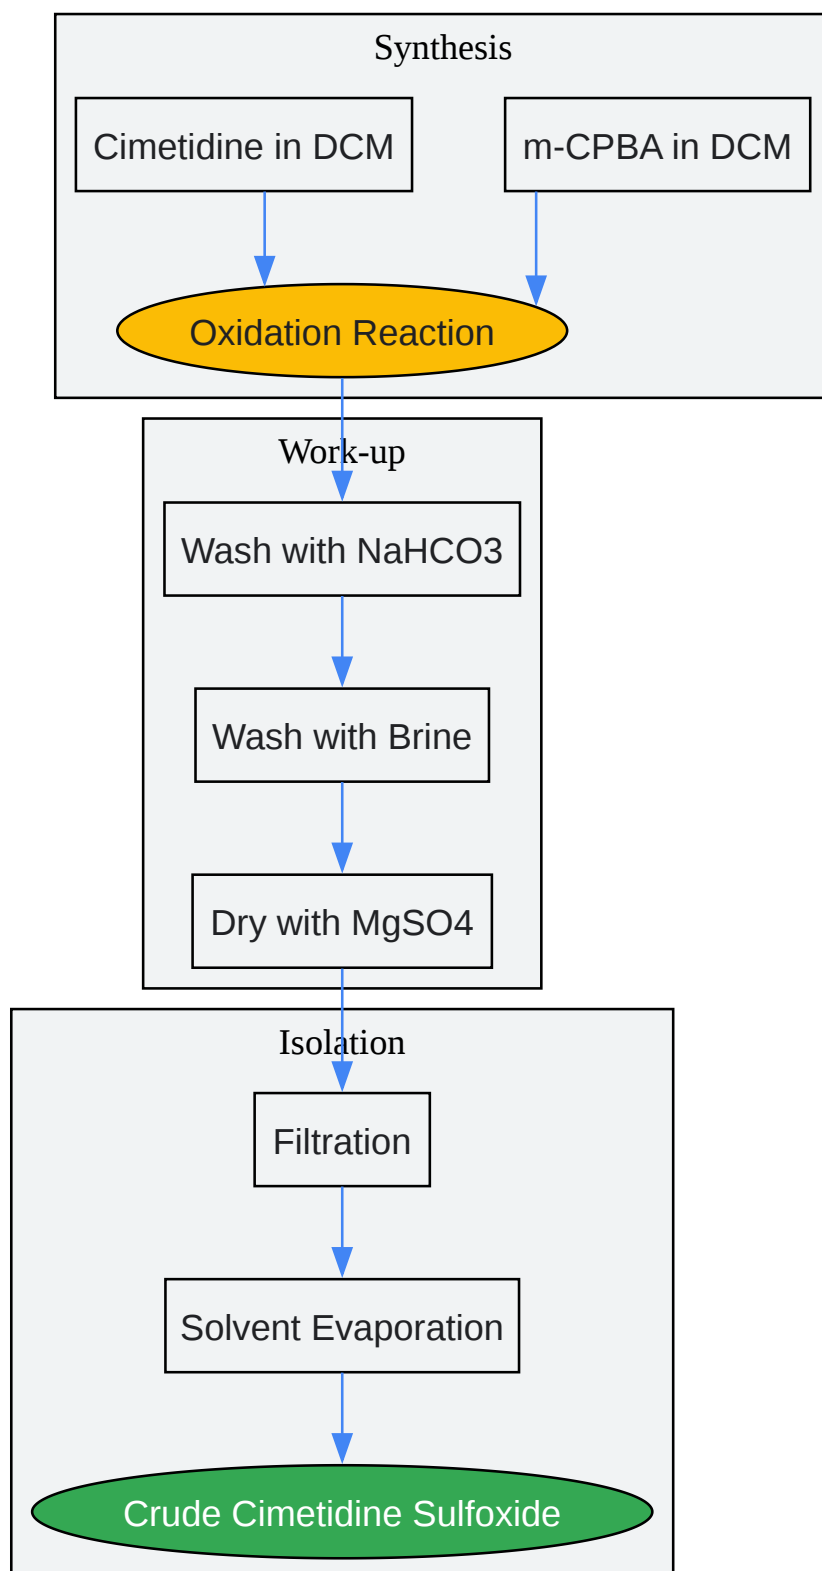 Synthesis
Cimetidine in DCM
m-CPBA in DCM
Oxidation Reaction
Work-up
Wash with NaHCO3
Wash with Brine
Dry with MgSO4
Isolation
Filtration
Solvent Evaporation
Crude Cimetidine Sulfoxide